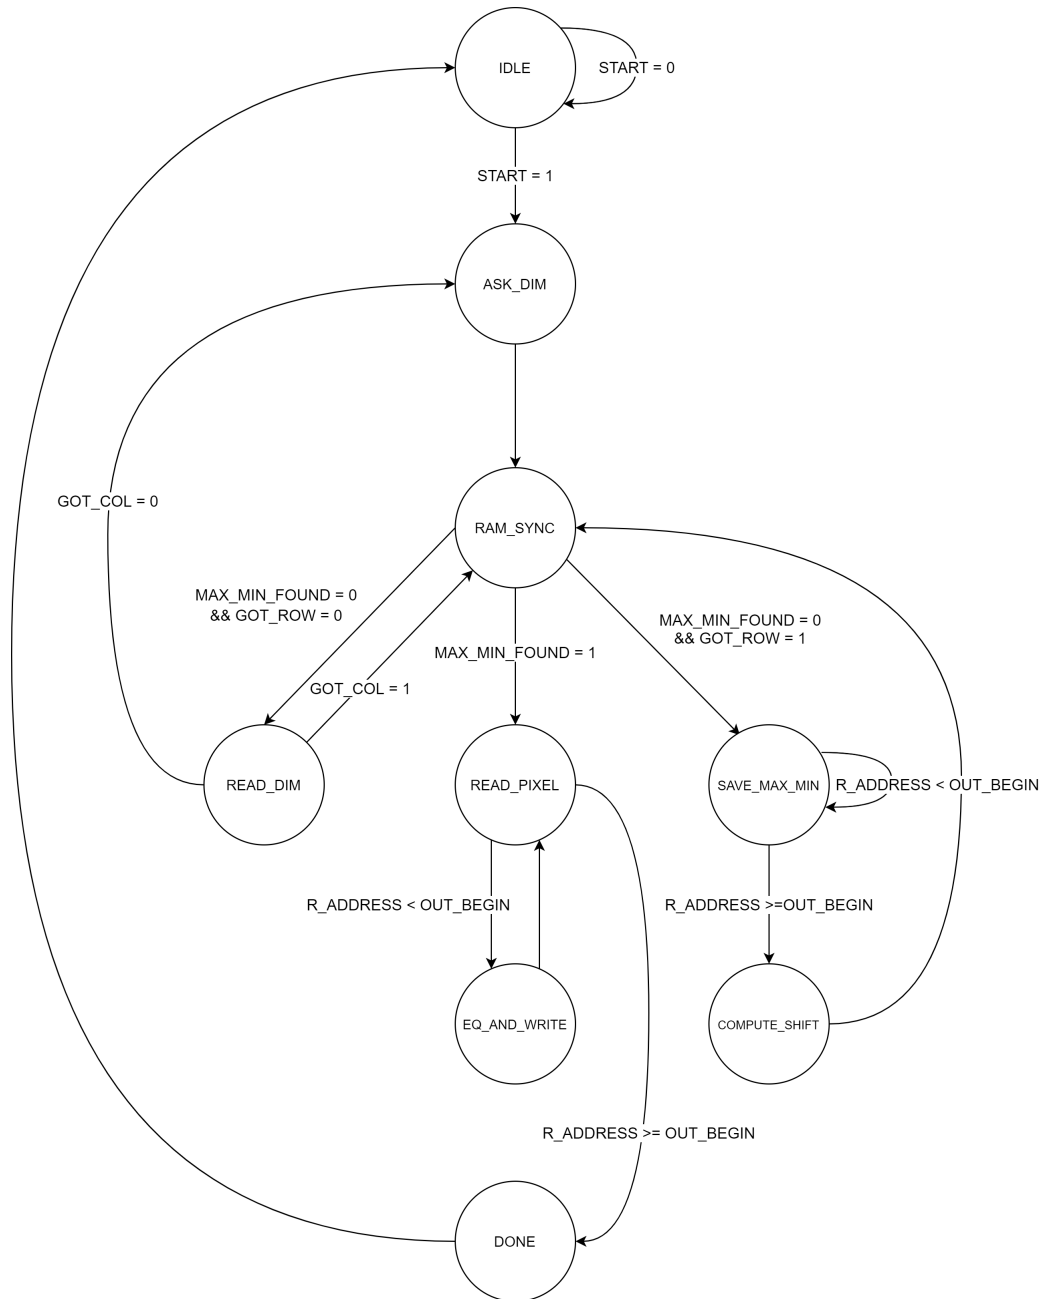 IDLE
START = 0
START = 1
ASK_DIM
GOT_COL = 0
RAM_SYNC
MAX_MIN_FOUND = 0
&& GOT_ROW = 0
MAX_MIN_FOUND = 0
&& GOT_ROW = 1
MAX_MIN_FOUND = 1
GOT_COL = 1
READ_DIM
READ_PIXEL
SAVE_MAX_MIN
R_ADDRESS < OUT_BEGIN
R_ADDRESS < OUT_BEGIN
R_ADDRESS >=OUT_BEGIN
EQ_AND_WRITE
COMPUTE_SHIFT
R_ADDRESS >= OUT_BEGIN
DONE